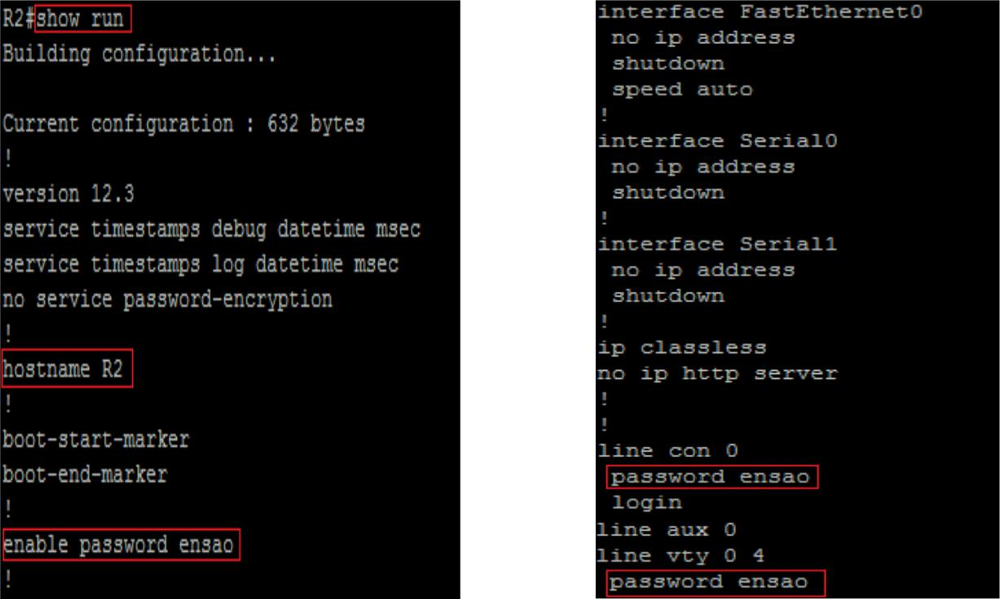 R2#show run
Building configuration...
Current configuration : 632 bytes
!
version 12.3
service timestamps debug datetime msec
service timestamps log datetime msec
no service password-encryption
!
hostname R2
!
boot-start-marker
boot-end-marker
!
enable password ensao
!
interface FastEthernet0
no ip address
shutdown
speed auto
!
interface Serial0
no ip address
shutdown
!
interface Serial1
no ip address
shutdown
!
ip classless
no ip http server
!
!
line con 0
password ensao
login
line aux 0
line vty 0 4
password ensao